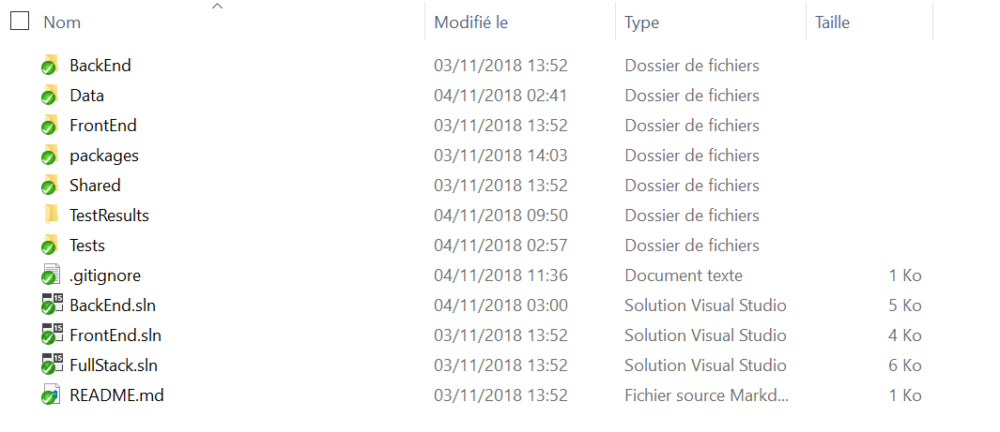 Nom Modifié le Type Taille
BackEnd 03/11/2018 13:52 Dossier de fichiers
Data 04/11/2018 02:41 Dossier de fichiers
FrontEnd 03/11/2018 13:52 Dossier de fichiers
packages 03/11/2018 14:03 Dossier de fichiers
Shared 03/11/2018 13:52 Dossier de fichiers
TestResults 04/11/2018 09:50 Dossier de fichiers
Tests 04/11/2018 02:57 Dossier de fichiers
.gitignore 04/11/2018 11:36 Document texte 1 Ko
15 BackEnd.sln 04/11/2018 03:00 Solution Visual Studio 5 Ko
15 FrontEnd.sln 03/11/2018 13:52 Solution Visual Studio 4 Ko
15 FullStack.sln 03/11/2018 13:52 Solution Visual Studio 6 Ko
README.md 03/11/2018 13:52 Fichier source Markd... 1 Ko